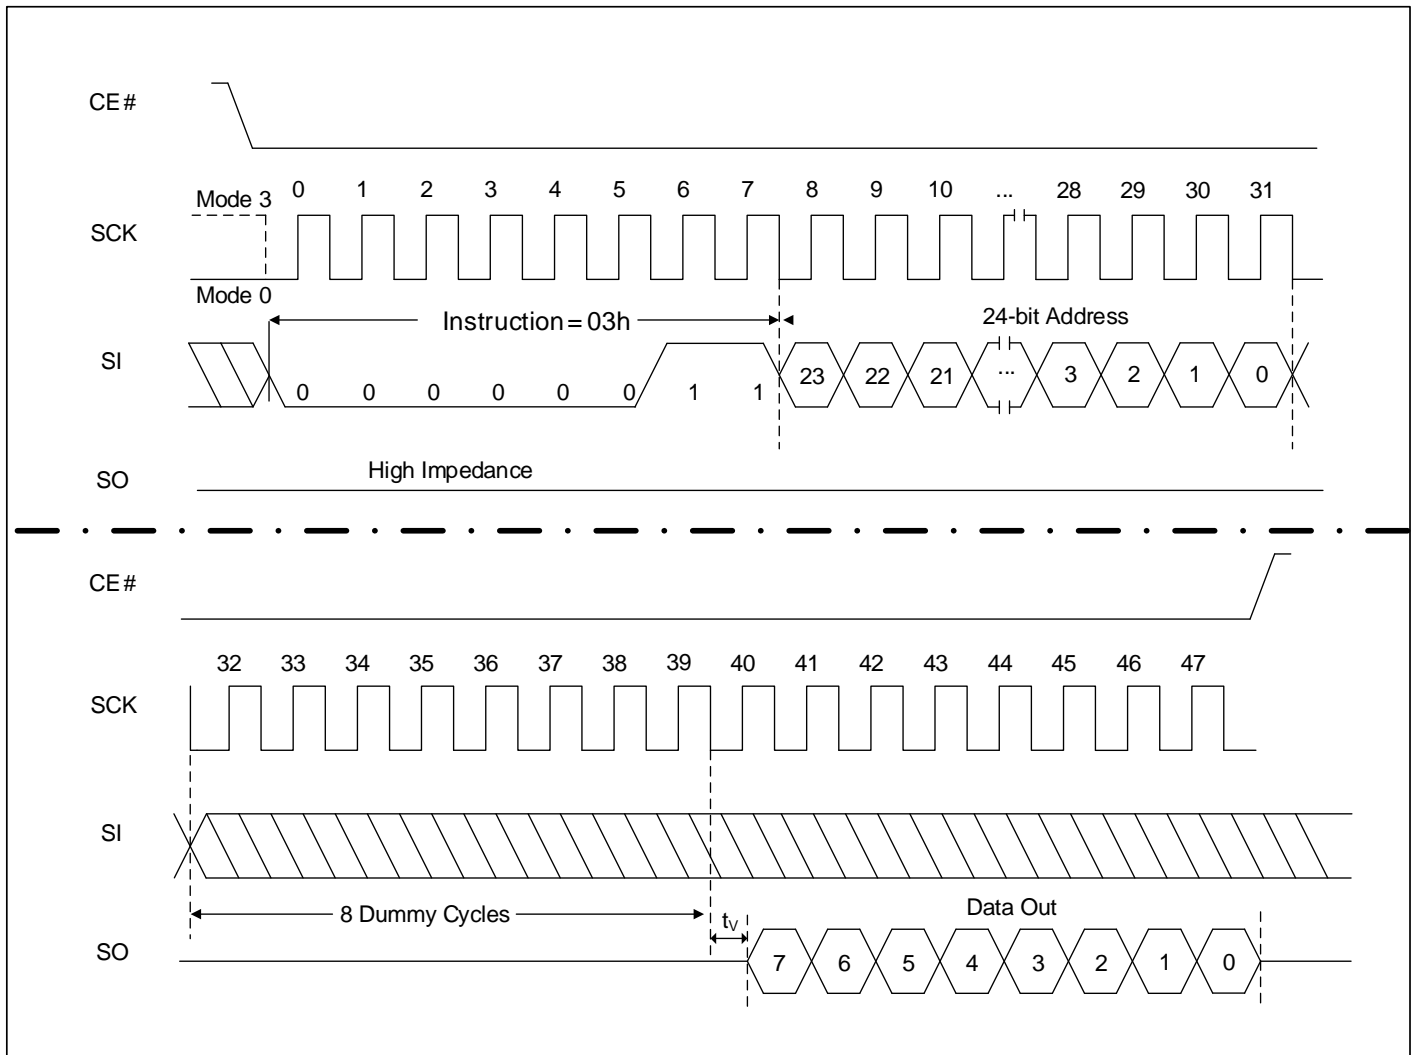 CE#
Mode 3 0 1 2 3 4 5 6 7 8 9 10 ... 28 29 30 31
SCK
Mode 0
Instruction = 03h 24-bit Address
SI
0 0 0 0 0 0 1 1 23 22 21 ... 3 2 1 0
SO High Impedance
CE#
32 33 34 35 36 37 38 39 40 41 42 43 44 45 46 47
SCK
SI
8 Dummy Cycles tV Data Out
SO
7 6 5 4 3 2 1 0